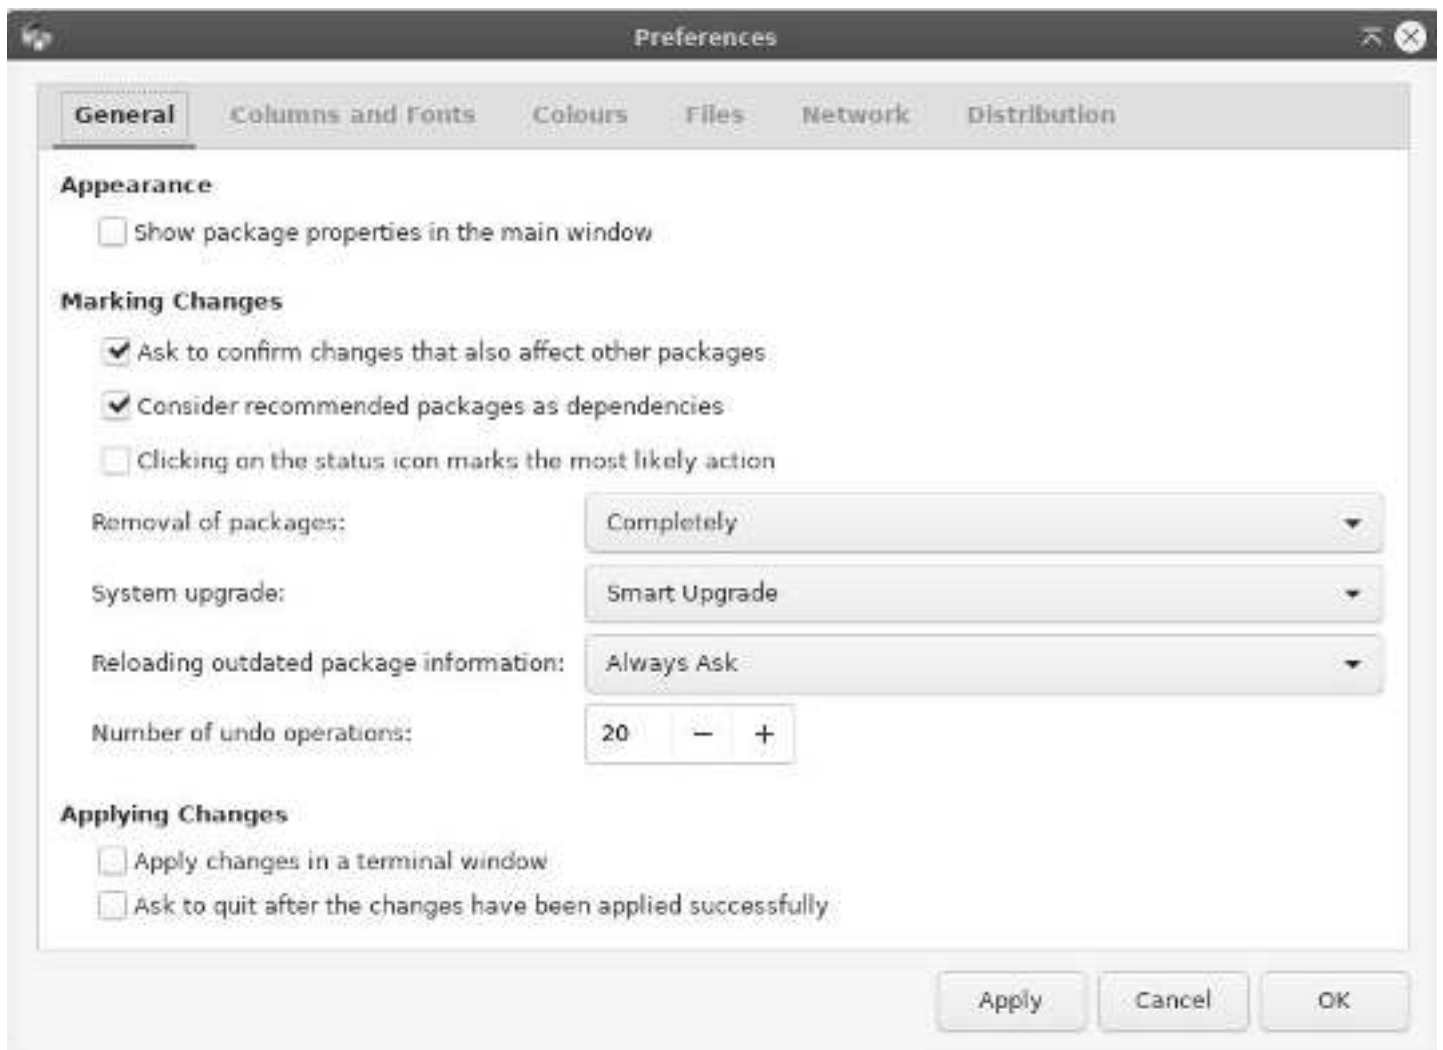 Preferences
General Columns and Fonts Colours Files Network Distribution
Appearance
Show package properties in the main window
Marking Changes
Ask to confirm changes that also affect other packages
Consider recommended packages as dependencies
Clicking on the status icon marks the most likely action
Removal of packages: Completely
System upgrade: Smart Upgrade
Reloading outdated package information: Always Ask
Number of undo operations: 20 − +
Applying Changes
Apply changes in a terminal window
Ask to quit after the changes have been applied successfully
Apply Cancel OK